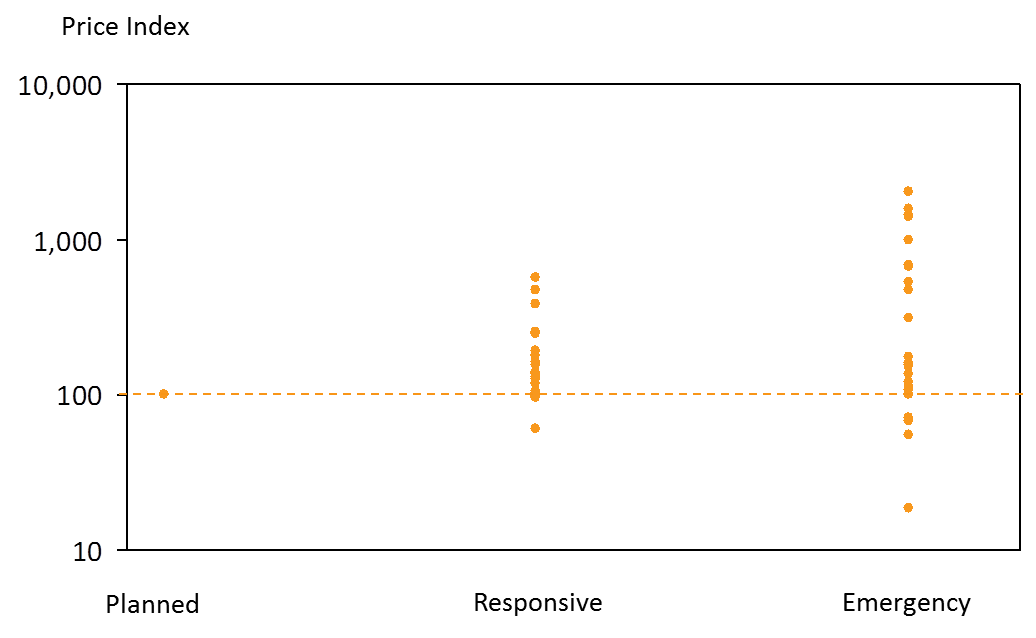 Price Index
10,000
1,000
100
10
Planned
Responsive
Emergency